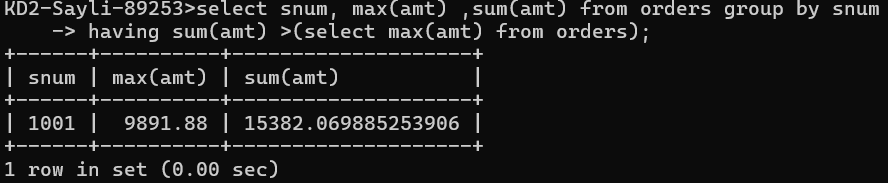 KD2-Sayli-89253>select snum, max(amt) ,sum(amt) from orders group by snum
    -> having sum(amt) >(select max(amt) from orders);
+------+----------+--------------------+
| snum | max(amt) | sum(amt)           |
+------+----------+--------------------+
| 1001 |  9891.88 | 15382.069885253906 |
+------+----------+--------------------+
1 row in set (0.00 sec)